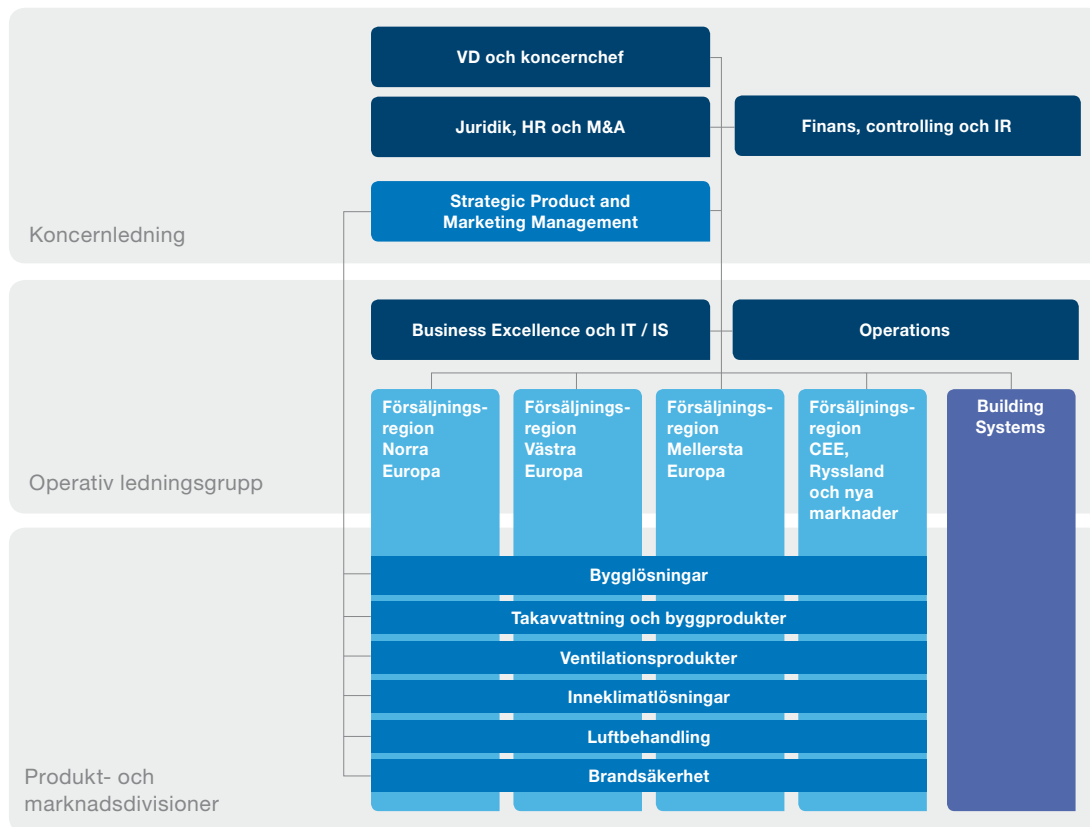 VD och koncernchef
Juridik, HR och M&A
Finans, controlling och IR
Strategic Product and
Marketing Management
Koncernledning
Business Excellence och IT / IS
Operations
Försäljnings-
region
Norra
Europa
Försäljnings-
region
Västra
Europa
Försäljnings-
region
Mellersta
Europa
Försäljnings-
region
CEE,
Ryssland
och nya
marknader
Building
Systems
Operativ ledningsgrupp
Bygglösningar
Takavvattning och byggprodukter
Ventilationsprodukter
Inneklimatlösningar
Luftbehandling
Brandsäkerhet
Produkt- och
marknadsdivisioner